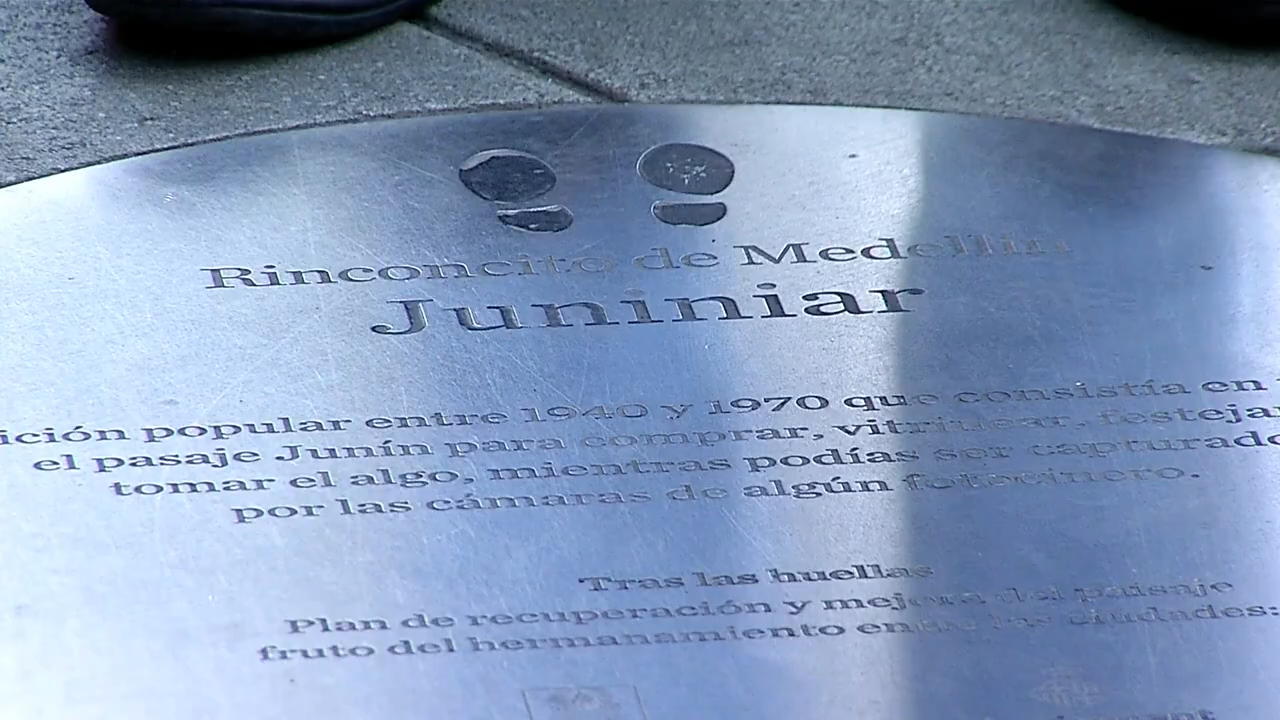 Rinconcito de Medellín
Juniniar
ición popular entre 1940 y 1970 que consistía en
el pasaje Junín para comprar, vitrinear, festejar
tomar el algo, mientras podías ser capturado
por las cámaras de algún fotocinero.
Tras las huellas
Plan de recuperación y mejora del paisaje
fruto del hermanamiento entre las ciudades: